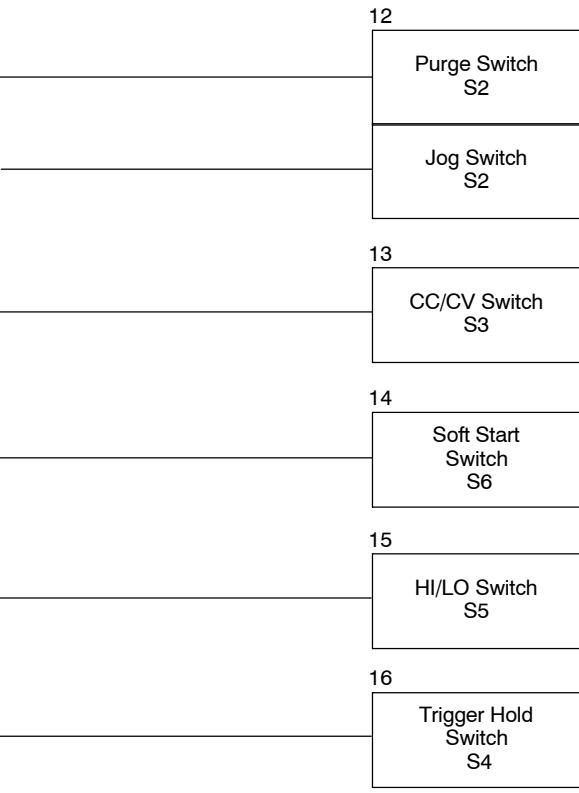 12
Purge Switch
S2
Jog Switch
S2
13
CC/CV Switch
S3
14
Soft Start
Switch
S6
15
HI/LO Switch
S5
16
Trigger Hold
Switch
S4